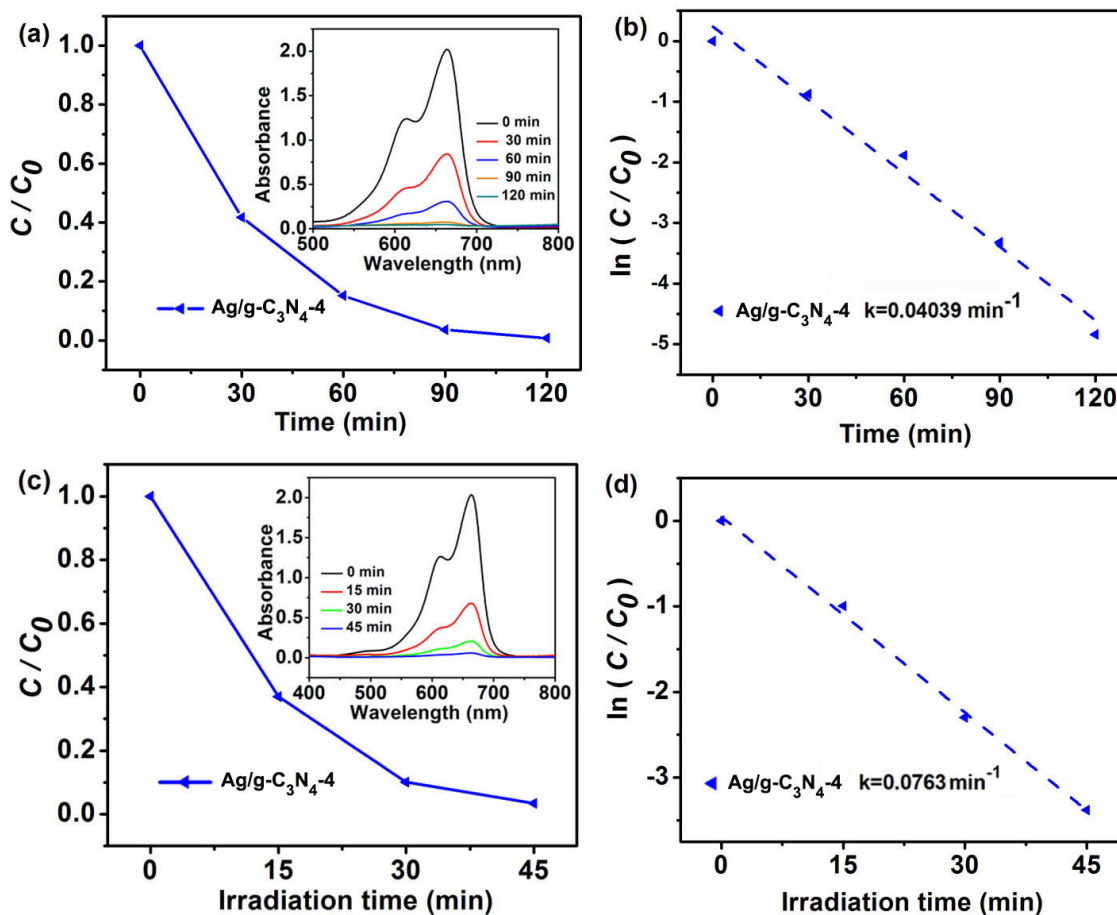 (a)
1.0
0.8
0.6
0.4
0.2
0.0
C / C0
0 30 60 90 120
Time (min)
Ag/g-C3N4-4
2.0
1.5
1.0
0.5
0.0
Absorbance
500 600 700 800
Wavelength (nm)
0 min
30 min
60 min
90 min
120 min
(b)
0
-1
-2
-3
-4
-5
ln ( C / C0 )
0 30 60 90 120
Time (min)
Ag/g-C3N4-4 k=0.04039 min-1
(c)
1.0
0.8
0.6
0.4
0.2
0.0
C / C0
0 15 30 45
Irradiation time (min)
Ag/g-C3N4-4
2.0
1.5
1.0
0.5
0.0
Absorbance
400 500 600 700 800
Wavelength (nm)
0 min
15 min
30 min
45 min
(d)
0
-1
-2
-3
ln ( C / C0 )
0 15 30 45
Irradiation time (min)
Ag/g-C3N4-4 k=0.0763 min-1